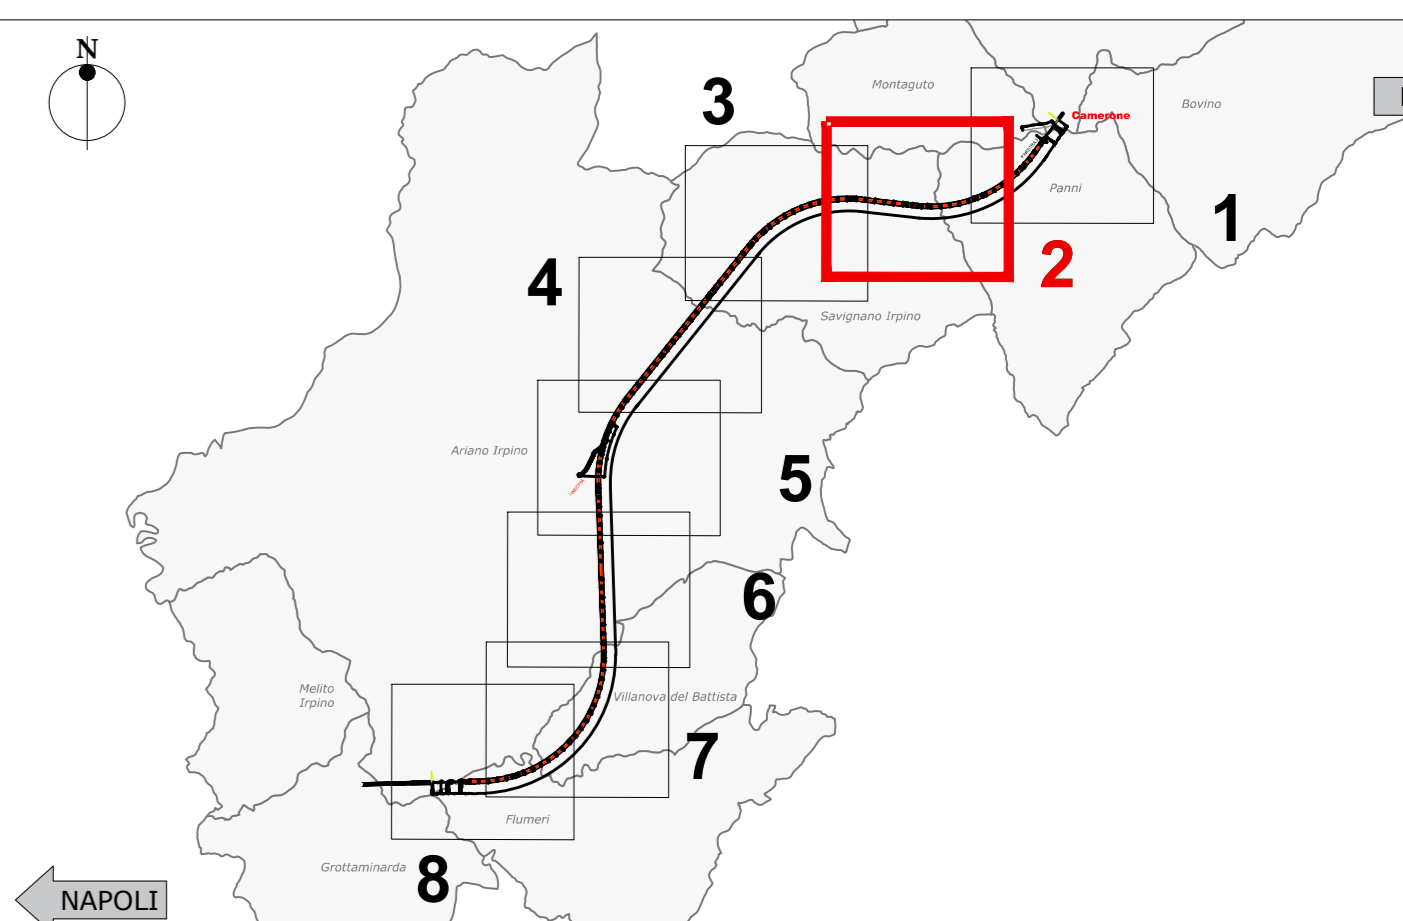 N
3
Montaguto
Bovino
Camerone
Panni
1
2
4
Savignano Irpino
Ariano Irpino
5
6
Melito
Irpino
Villanova del Battista
7
Flumeri
Grottaminarda
8
NAPOLI